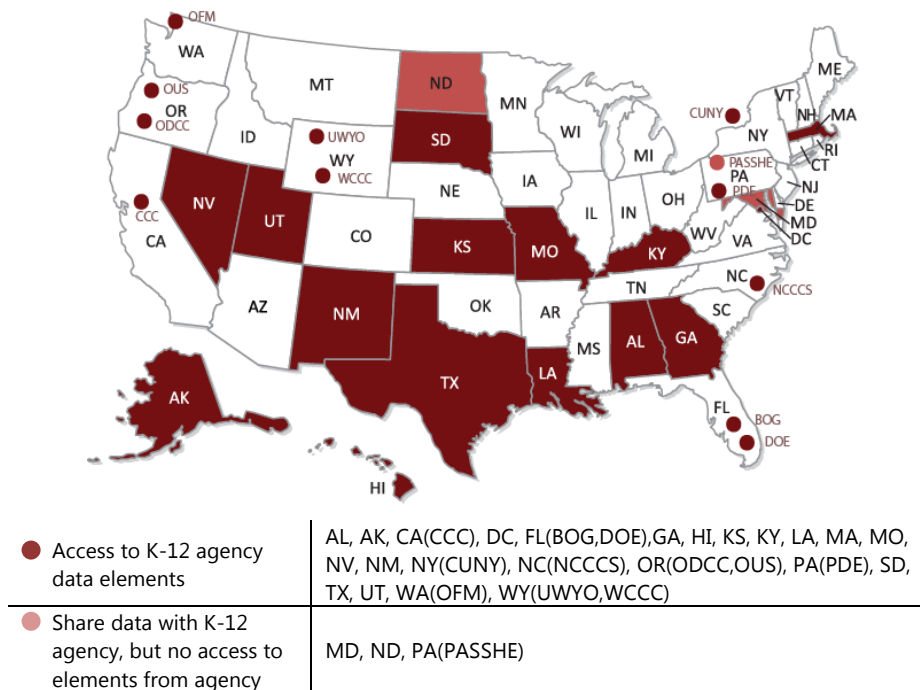 OFM
WA
OUS
OR
ODCC
ID
MT
ND
MN
SD
UWYO
WY
WCCC
WI
MI
ME
VT
NH
MA
CUNY
NY
RI
CT
PASSHE
PA
PDE
NJ
DE
MD
DC
CCC
CA
NV
UT
CO
NE
IA
IL
IN
OH
WV
VA
KS
MO
KY
NC
NCCCS
TN
SC
AZ
NM
OK
AR
MS
AL
GA
TX
LA
FL
BOG
DOE
AK
HI
Access to K-12 agency
data elements
AL, AK, CA(CCC), DC, FL(BOG,DOE),GA, HI, KS, KY, LA, MA, MO,
NV, NM, NY(CUNY), NC(NCCCS), OR(ODCC,OUS), PA(PDE), SD,
TX, UT, WA(OFM), WY(UWYO,WCCC)
Share data with K-12
agency, but no access to
elements from agency
MD, ND, PA(PASSHE)